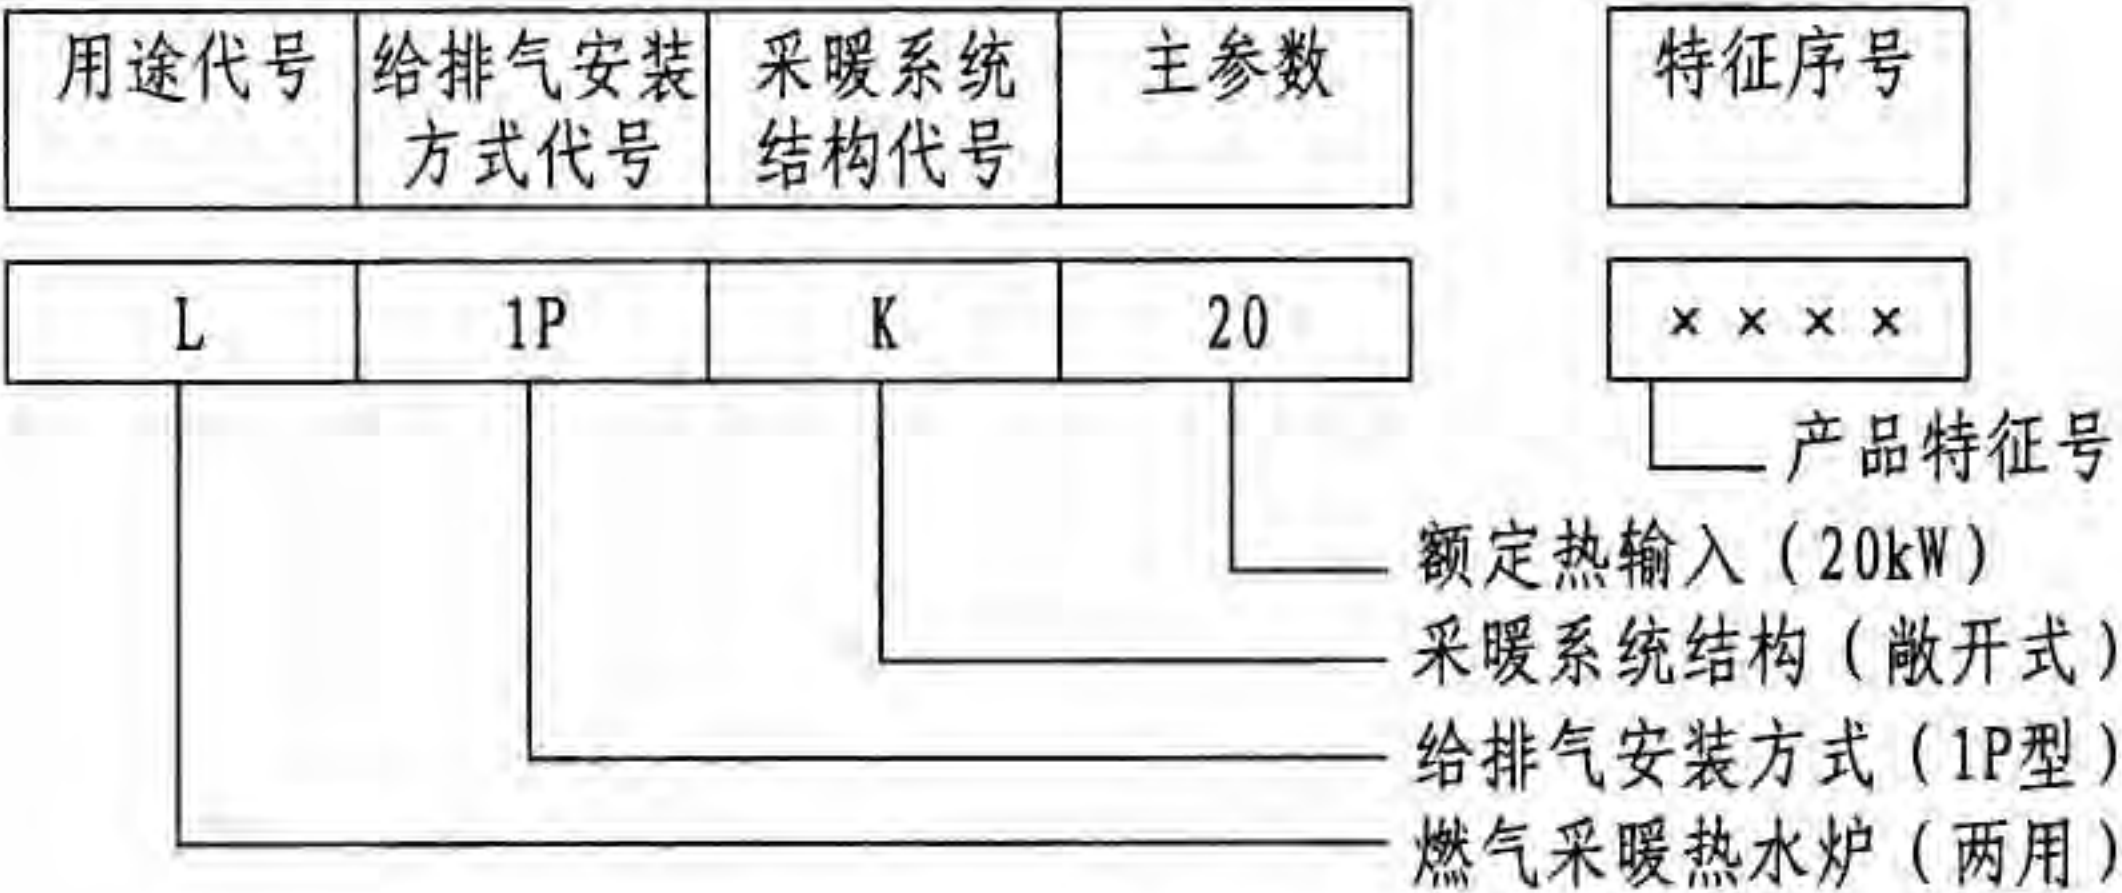 用途代号
给排气安装
方式代号
采暖系统
结构代号
主参数
特征序号
L 1P K 20 ××××
产品特征号
额定热输入(20kW)
采暖系统结构(敞开式)
给排气安装方式(1P型)
燃气采暖热水炉(两用)